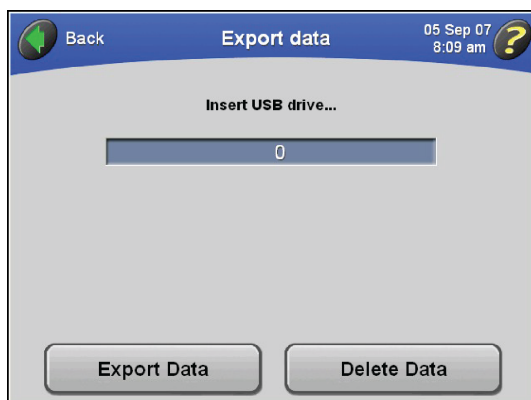 Back
Export data
05 Sep 07
8:09 am
?
Insert USB drive...
0
Export Data
Delete Data